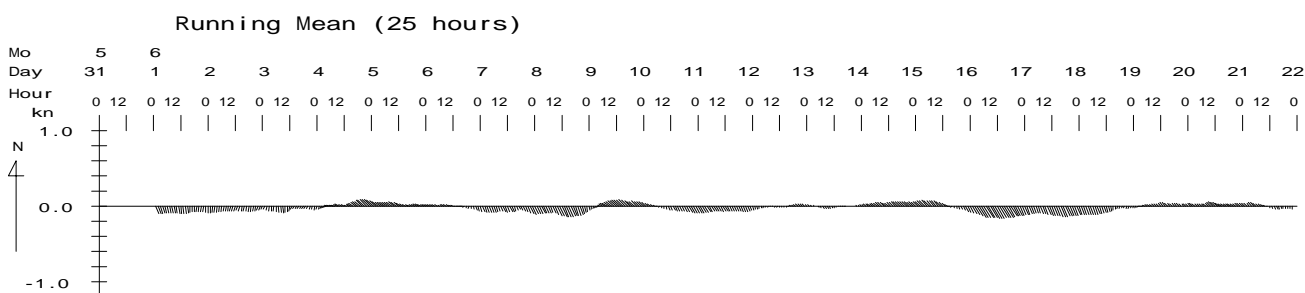 Running Mean (25 hours)
Mo 5 6
Day 31 1 2 3 4 5 6 7 8 9 10 11 12 13 14 15 16 17 18 19 20 21 22
Hour 0 12 0 12 0 12 0 12 0 12 0 12 0 12 0 12 0 12 0 12 0 12 0 12 0 12 0 12 0 12 0 12 0 12 0 12 0 12 0 12 0 12 0 12 0
kn
1.0
N
0.0
-1.0